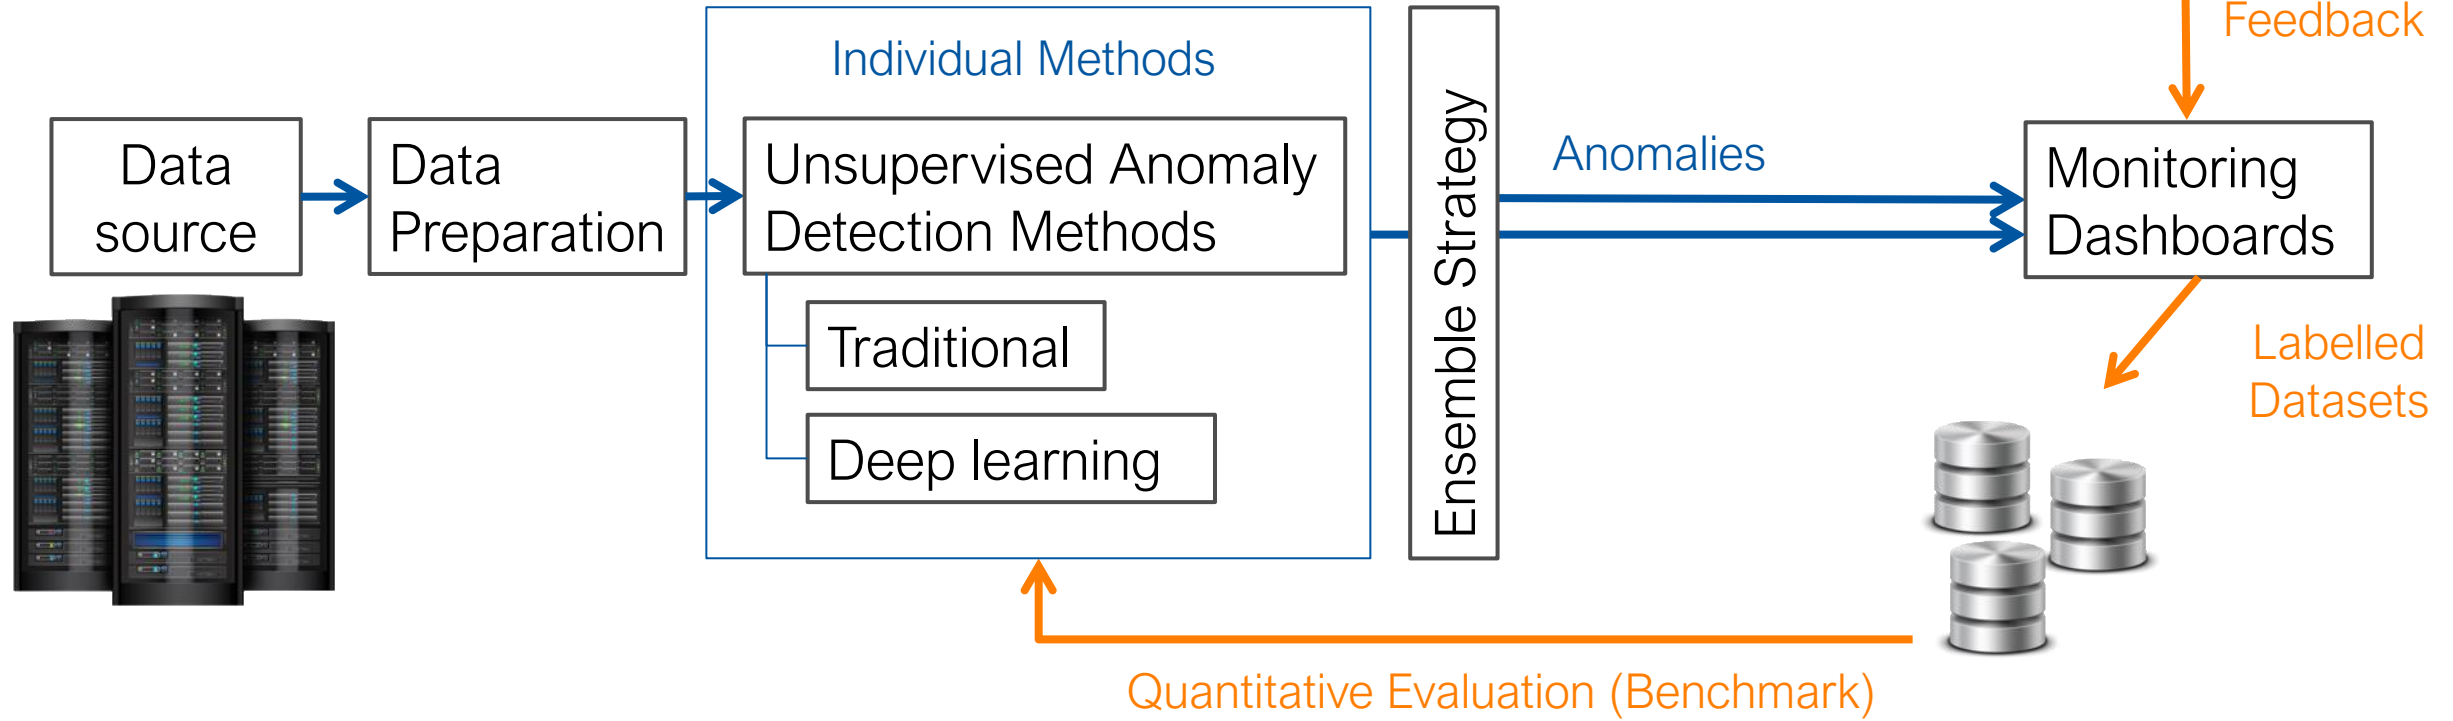 Feedback
Individual Methods
Data
source
Data
Preparation
Unsupervised Anomaly
Detection Methods
Traditional
Deep learning
Ensemble Strategy
Anomalies
Monitoring
Dashboards
Labelled
Datasets
Quantitative Evaluation (Benchmark)